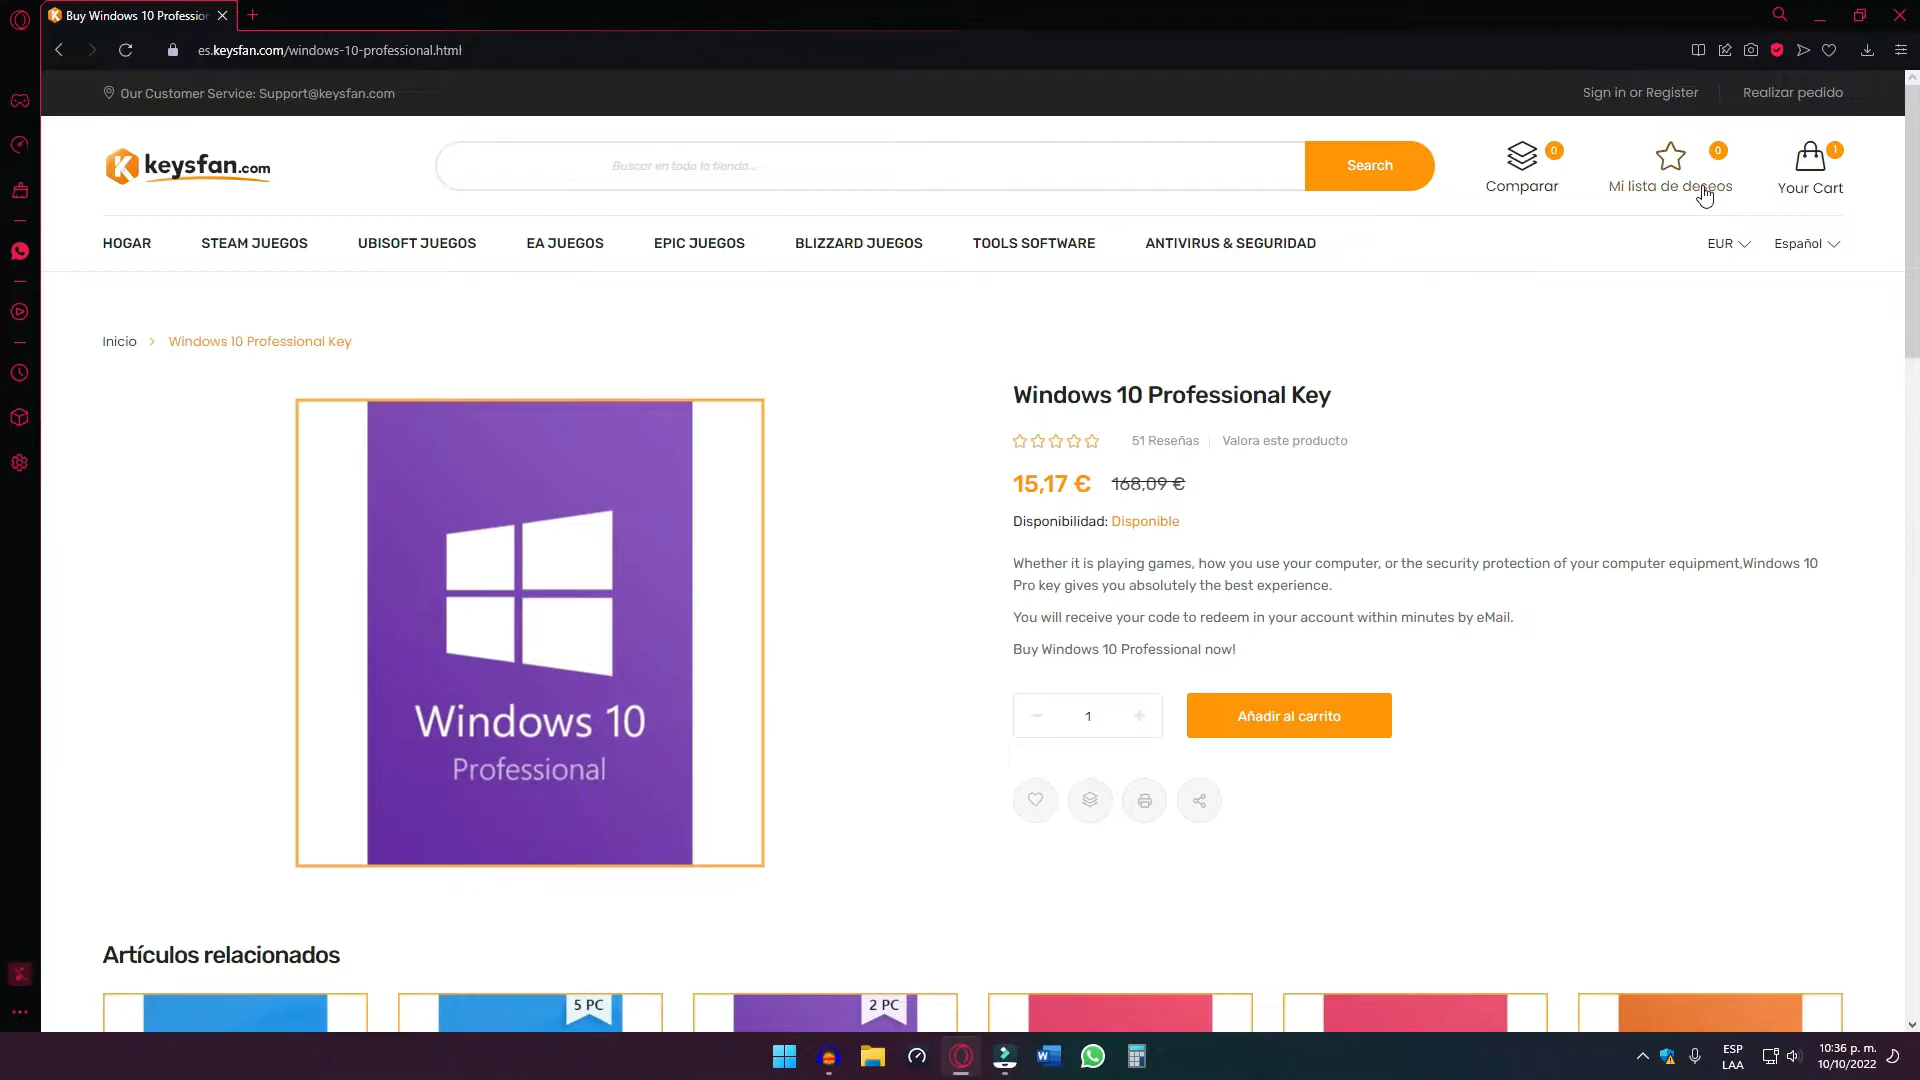 Buy Windows 10 Professior
es.keysfan.com/windows-10-professional.html
Our Customer Service: Support@keysfan.com
Sign in or Register
Realizar pedido
keysfan.com
Buscar en toda la tienda...
Search
0
Comparar
0
Mi lista de deseos
1
Your Cart
HOGAR
STEAM JUEGOS
UBISOFT JUEGOS
EA JUEGOS
EPIC JUEGOS
BLIZZARD JUEGOS
TOOLS SOFTWARE
ANTIVIRUS & SEGURIDAD
EUR
Español
Inicio
Windows 10 Professional Key
Windows 10
Professional
Windows 10 Professional Key
51 Reseñas
Valora este producto
15,17 € 168,09 €
Disponibilidad: Disponible
Whether it is playing games, how you use your computer, or the security protection of your computer equipment,Windows 10
Pro key gives you absolutely the best experience.
You will receive your code to redeem in your account within minutes by eMail.
Buy Windows 10 Professional now!
1
Añadir al carrito
Artículos relacionados
5 PC
2 PC
ESP
LAA
10:36 p. m.
10/10/2022